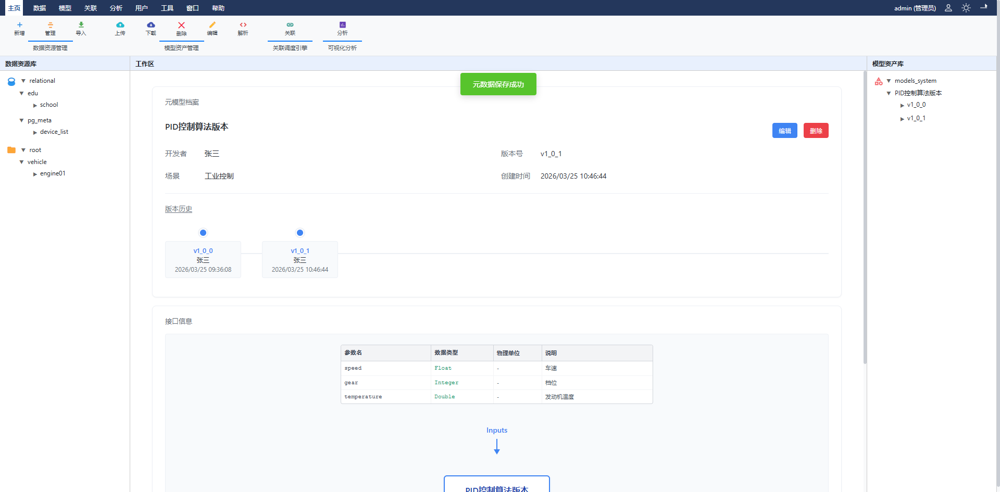 主页 数据 模型 关联 分析 用户 工具 窗口 帮助 admin (管理员)
新增 管理 导入 上传 下载 删除 编辑 解析 关联 分析
数据资源管理 模型资产管理 关联调度引擎 可视化分析
数据资源库
relational
edu
school
pg_meta
device_list
root
vehicle
engine01
工作区
元数据保存成功
元模型档案
PID控制算法版本
编辑 删除
开发者 张三 版本号 v1_0_1
场景 工业控制 创建时间 2026/03/25 10:46:44
版本历史
v1_0_0
张三
2026/03/25 09:36:08
v1_0_1
张三
2026/03/25 10:46:44
接口信息
参数名 数据类型 物理单位 说明
speed Float - 车速
gear Integer - 档位
temperature Double - 发动机温度
Inputs
PID控制算法版本
模型资产库
models_system
PID控制算法版本
v1_0_0
v1_0_1